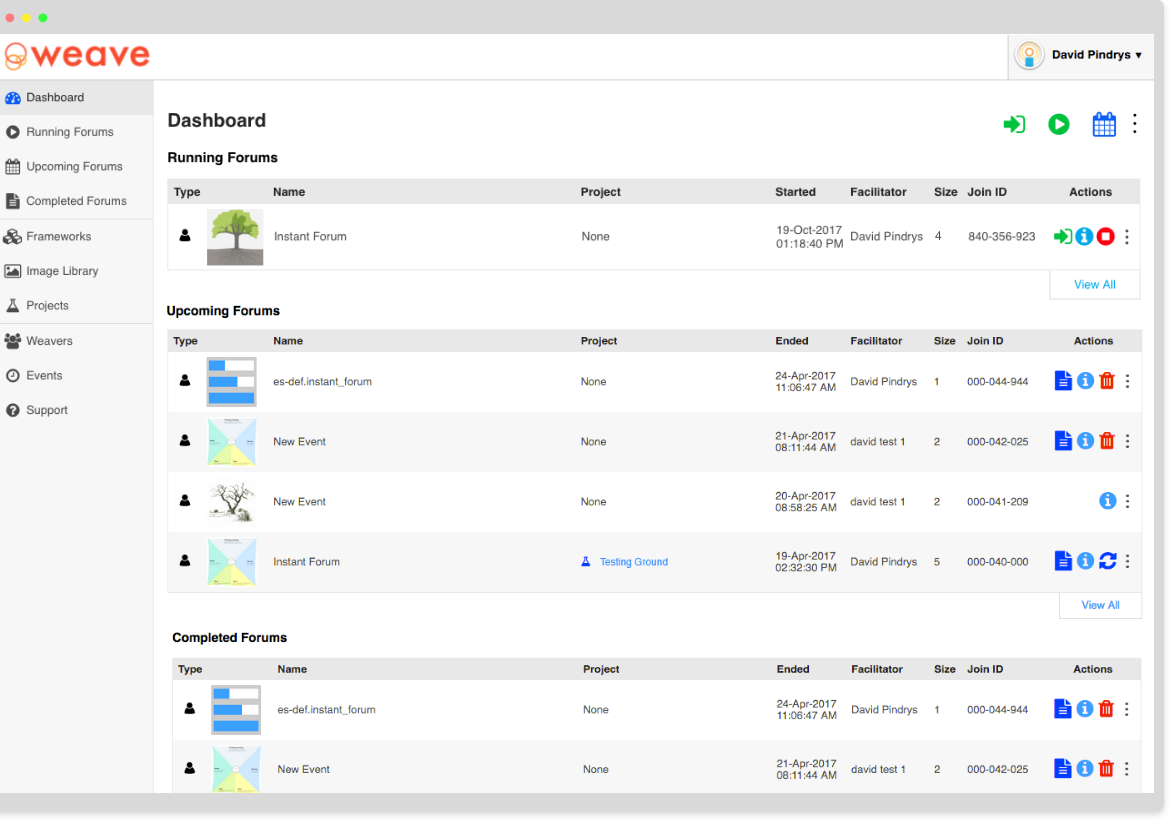 weave
David Pindrys ▾
Dashboard
Running Forums
Upcoming Forums
Completed Forums
Frameworks
Image Library
Projects
Weavers
Events
Support
Dashboard
Running Forums
Type Name Project Started Facilitator Size Join ID Actions
Instant Forum None 19-Oct-2017 01:18:40 PM David Pindrys 4 840-356-923
View All
Upcoming Forums
Type Name Project Ended Facilitator Size Join ID Actions
es-def.instant_forum None 24-Apr-2017 11:06:47 AM David Pindrys 1 000-044-944
New Event None 21-Apr-2017 08:11:44 AM david test 1 2 000-042-025
New Event None 20-Apr-2017 08:58:25 AM david test 1 2 000-041-209
Instant Forum Testing Ground 19-Apr-2017 02:32:30 PM David Pindrys 5 000-040-000
View All
Completed Forums
Type Name Project Ended Facilitator Size Join ID Actions
es-def.instant_forum None 24-Apr-2017 11:06:47 AM David Pindrys 1 000-044-944
New Event None 21-Apr-2017 08:11:44 AM david test 1 2 000-042-025